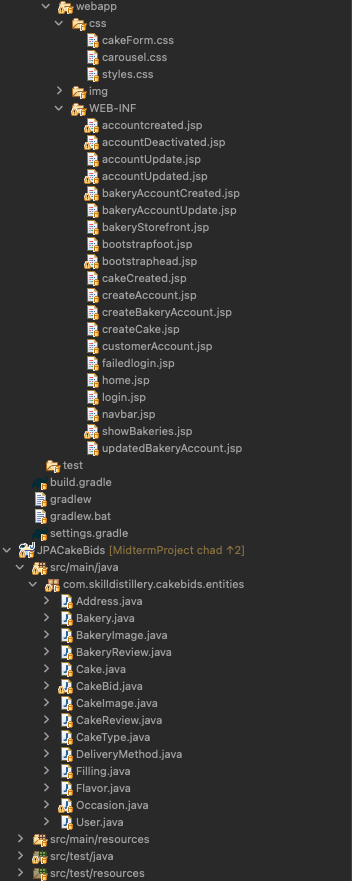 webapp
css
cakeForm.css
carousel.css
styles.css
img
WEB-INF
accountcreated.jsp
accountDeactivated.jsp
accountUpdate.jsp
accountUpdated.jsp
bakeryAccountCreated.jsp
bakeryAccountUpdate.jsp
bakeryStorefront.jsp
bootstrapfoot.jsp
bootstraphead.jsp
cakeCreated.jsp
createAccount.jsp
createBakeryAccount.jsp
createCake.jsp
customerAccount.jsp
failedlogin.jsp
home.jsp
login.jsp
navbar.jsp
showBakeries.jsp
updatedBakeryAccount.jsp
test
build.gradle
gradlew
gradlew.bat
settings.gradle
JPACakeBids [MidtermProject chad ↑2]
src/main/java
com.skilldistillery.cakebids.entities
Address.java
Bakery.java
BakeryImage.java
BakeryReview.java
Cake.java
CakeBid.java
CakeImage.java
CakeReview.java
CakeType.java
DeliveryMethod.java
Filling.java
Flavor.java
Occasion.java
User.java
src/main/resources
src/test/java
src/test/resources